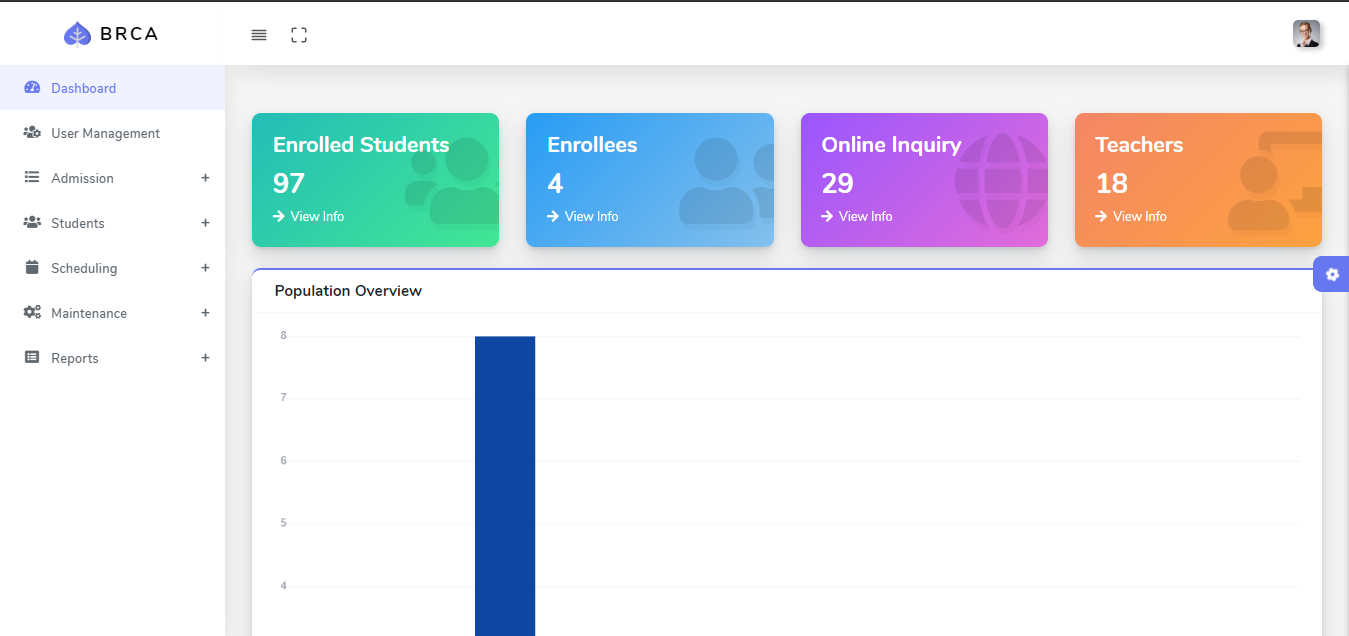 BRCA
Dashboard
User Management
Admission +
Students +
Scheduling +
Maintenance +
Reports +
Enrolled Students
97
View Info
Enrollees
4
View Info
Online Inquiry
29
View Info
Teachers
18
View Info
Population Overview
8
7
6
5
4